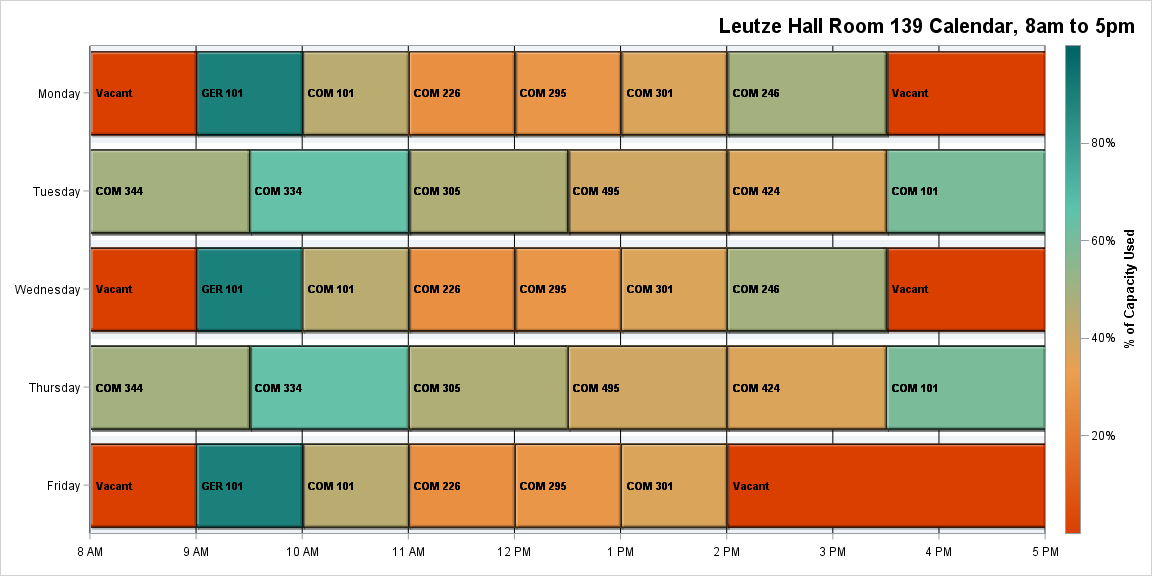 Leutze Hall Room 139 Calendar, 8am to 5pm
Monday
Vacant
GER 101
COM 101
COM 226
COM 295
COM 301
COM 246
Vacant
Tuesday
COM 344
COM 334
COM 305
COM 495
COM 424
COM 101
Wednesday
Vacant
GER 101
COM 101
COM 226
COM 295
COM 301
COM 246
Vacant
Thursday
COM 344
COM 334
COM 305
COM 495
COM 424
COM 101
Friday
Vacant
GER 101
COM 101
COM 226
COM 295
COM 301
Vacant
8 AM
9 AM
10 AM
11 AM
12 PM
1 PM
2 PM
3 PM
4 PM
5 PM
80%
60%
40%
20%
% of Capacity Used